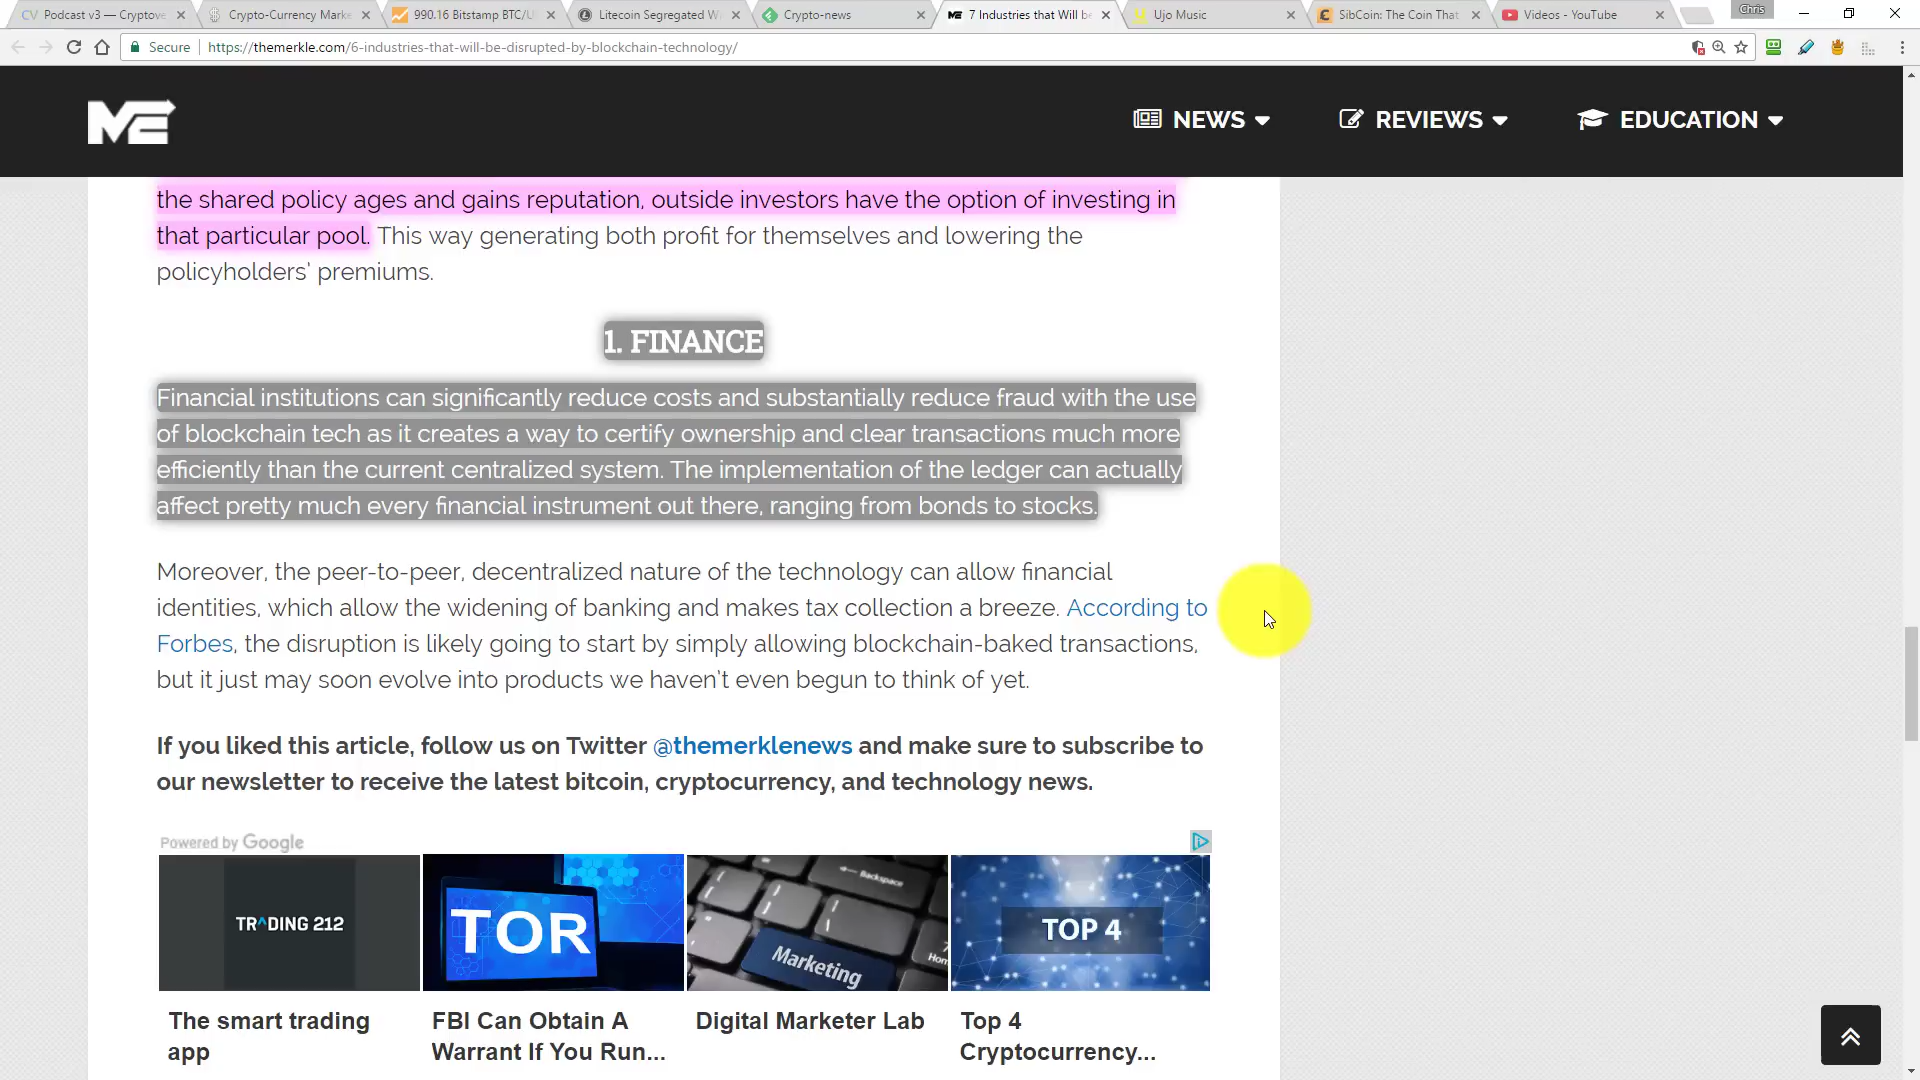 CV Podcast v3 — Cryptove
Crypto-Currency Marke
990.16 Bitstamp BTC/U
Litecoin Segregated W
Crypto-news
7 Industries that Will be
Ujo Music
SibCoin: The Coin That
Videos - YouTube
Chris
Secure
https://themerkle.com/6-industries-that-will-be-disrupted-by-blockchain-technology/
ME
NEWS
REVIEWS
EDUCATION
the shared policy ages and gains reputation, outside investors have the option of investing in
that particular pool. This way generating both profit for themselves and lowering the
policyholders' premiums.
1. FINANCE
Financial institutions can significantly reduce costs and substantially reduce fraud with the use
of blockchain tech as it creates a way to certify ownership and clear transactions much more
efficiently than the current centralized system. The implementation of the ledger can actually
affect pretty much every financial instrument out there, ranging from bonds to stocks.
Moreover, the peer-to-peer, decentralized nature of the technology can allow financial
identities, which allow the widening of banking and makes tax collection a breeze. According to
Forbes, the disruption is likely going to start by simply allowing blockchain-baked transactions,
but it just may soon evolve into products we haven't even begun to think of yet.
If you liked this article, follow us on Twitter @themerklenews and make sure to subscribe to
our newsletter to receive the latest bitcoin, cryptocurrency, and technology news.
Powered by Google
TRADING 212
TOR
Backspace
Marketing
TOP 4
The smart trading
app
FBI Can Obtain A
Warrant If You Run...
Digital Marketer Lab
Top 4
Cryptocurrency...